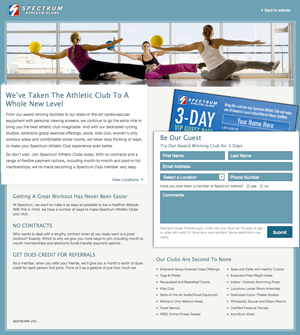 SPECTRUM
ATHLETIC CLUBS
Back to website
We've Taken The Athletic Club To A
Whole New Level
From our award winning facilities to our state-of-the-art cardiovascular
equipment with personal viewing screens, we continue to go the extra mile to
bring you the best athletic club imaginable. And with our dedicated cycling
studios, extensive group exercise offerings, pools, kids club, women's only
workout areas and comfortable locker rooms, we never stop thinking of ways
to make your Spectrum Athletic Club experience even better.
So don't wait. Join Spectrum Athletic Clubs today. With no contracts and a
range of flexible payment options, including month-to-month and paid-in-full
memberships, we've made becoming a Spectrum Club member very easy.
View Locations
SPECTRUM
ATHLETIC CLUBS
3-DAY
VIP GUEST PASS
Your Name Here
Be Our Guest
Try Our Award Winning Club for 3 Days
First Name
Last Name
Email Address
Select a Location
Phone Number
Have you ever been a member of Spectrum before? yes no
Comments
Submit
Getting A Great Workout Has Never Been Easier
At Spectrum, we want to make it as easy as possible to live a healthier lifestyle.
With this in mind, we have a number of ways to make Spectrum Athletic Clubs
your club.
NO CONTRACTS
Who wants to deal with a lengthy contract when all you really want is a great
workout? Exactly. Which is why we give you more ways to join including month to
month memberships and electronic funds transfer payment options.
GET DUES CREDIT FOR REFERRALS
As a member, when you refer your friends, we'll give you a month's worth of dues
credit for each person that joins. Think of it as a gesture of just how much we
appreciate you.
Our Clubs Are Second To None
Extensive Group Exercise Class Offerings
Yoga & Pilates
Racquetball and Basketball Courts
Kids Club
State of the Art Audio/Visual Equipment
Women's Only Workout Areas
Towel Service
FREE Online Fitness Tracker
Spas and Cafes with Healthy Cuisine
Expansive Free Weight Areas
Indoor / Outdoor Swimming Pools
Luxurious Locker Room Amenities
Dedicated Cycle / Pilates Studios
Whirlpools, Saunas and Steam Rooms
Certified Personal Trainers
And Much More!